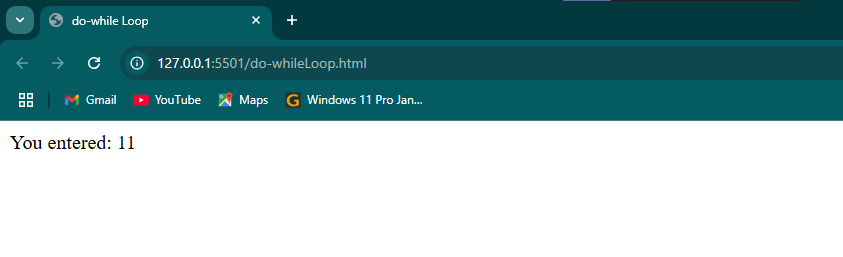 do-while Loop
127.0.0.1:5501/do-whileLoop.html
Gmail YouTube Maps Windows 11 Pro Jan...
You entered: 11